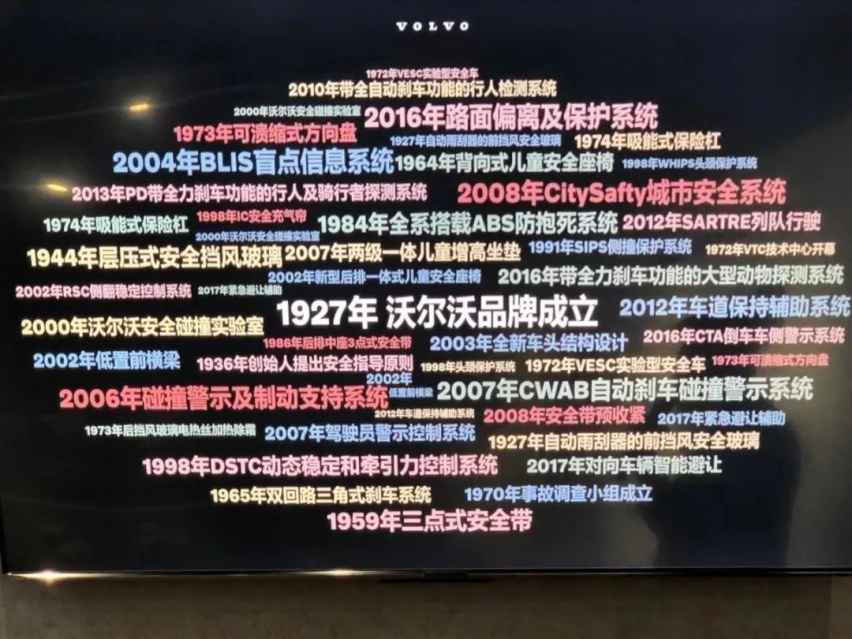 VOLVO
1972年VESC实验型安全车
2010年带全自动刹车功能的行人检测系统
2000年沃尔沃安全碰撞实验室 2016年路面偏离及保护系统
1973年可溃缩式方向盘 1927年自动雨刮器的前挡风安全玻璃 1974年吸能式保险杠
2004年BLIS盲点信息系统 1964年背向式儿童安全座椅 1998年WHIPS头颈保护系统
2013年PD带全力刹车功能的行人及骑行者探测系统 2008年CitySafty城市安全系统
1974年吸能式保险杠 1998年IC安全充气帘 1984年全系搭载ABS防抱死系统 2012年SARTRE列队行驶
2000年沃尔沃安全碰撞实验室
1944年层压式安全挡风玻璃 2007年两级一体儿童增高坐垫 1991年SIPS侧撞保护系统 1972年VTC技术中心开幕
2002年新型后排一体式儿童安全座椅 2016年带全力刹车功能的大型动物探测系统
2002年RSC侧翻稳定控制系统 2017年紧急避让辅助
1927年 沃尔沃品牌成立 2012年车道保持辅助系统
2000年沃尔沃安全碰撞实验室 1986年后排中座3点式安全带 2003年全新车头结构设计 2016年CTA倒车车侧警示系统
2002年低置前横梁 1936年创始人提出安全指导原则 1998年头颈保护系统 1972年VESC实验型安全车 1973年可溃缩式方向盘
2006年碰撞警示及制动支持系统 2002年
低置前横梁 2007年CWAB自动刹车碰撞警示系统
2012年车道保持辅助系统 2008年安全带预收紧 2017年紧急避让辅助
1973年后挡风玻璃电热丝加热除霜 2007年驾驶员警示控制系统 1927年自动雨刮器的前挡风安全玻璃
1998年DSTC动态稳定和牵引力控制系统 2017年对向车辆智能避让
1965年双回路三角式刹车系统 1970年事故调查小组成立
1959年三点式安全带